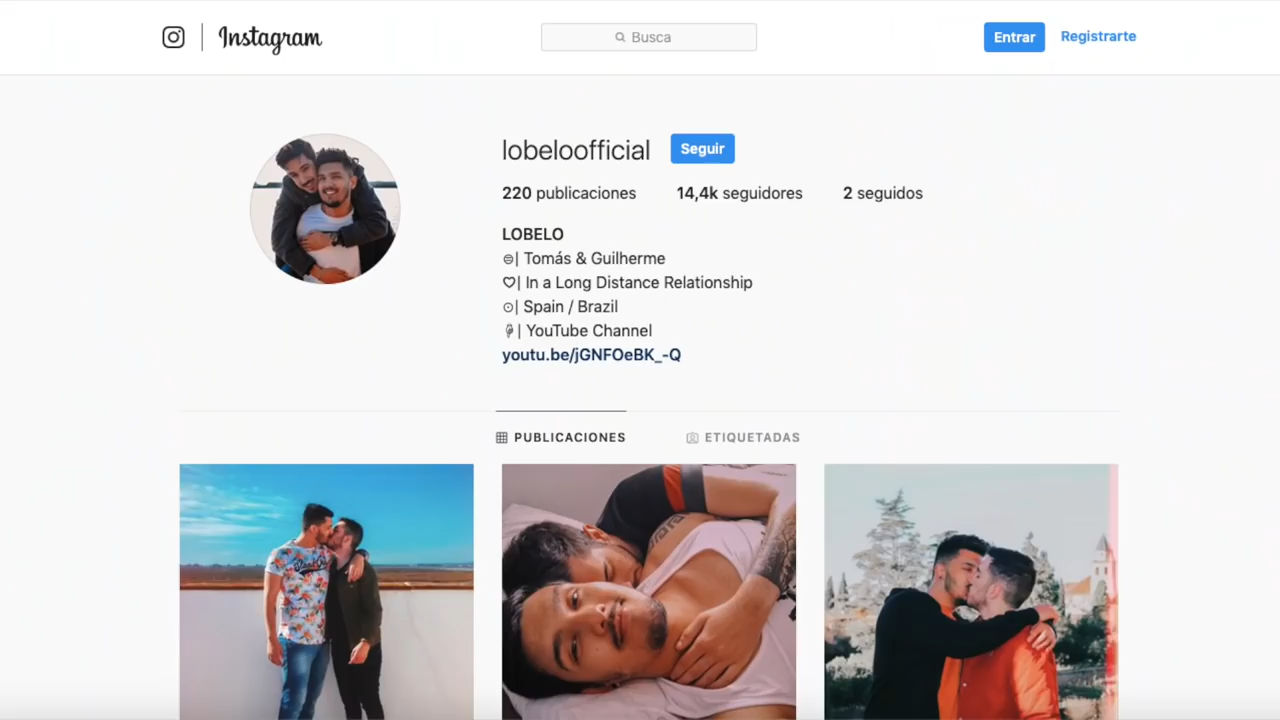 Instagram
Busca
Entrar
Registrarte
lobeloofficial
Seguir
220 publicaciones
14,4k seguidores
2 seguidos
LOBELO
| Tomás & Guilherme
♡| In a Long Distance Relationship
⊙| Spain / Brazil
| YouTube Channel
youtu.be/jGNFOeBK_-Q
PUBLICACIONES
ETIQUETADAS